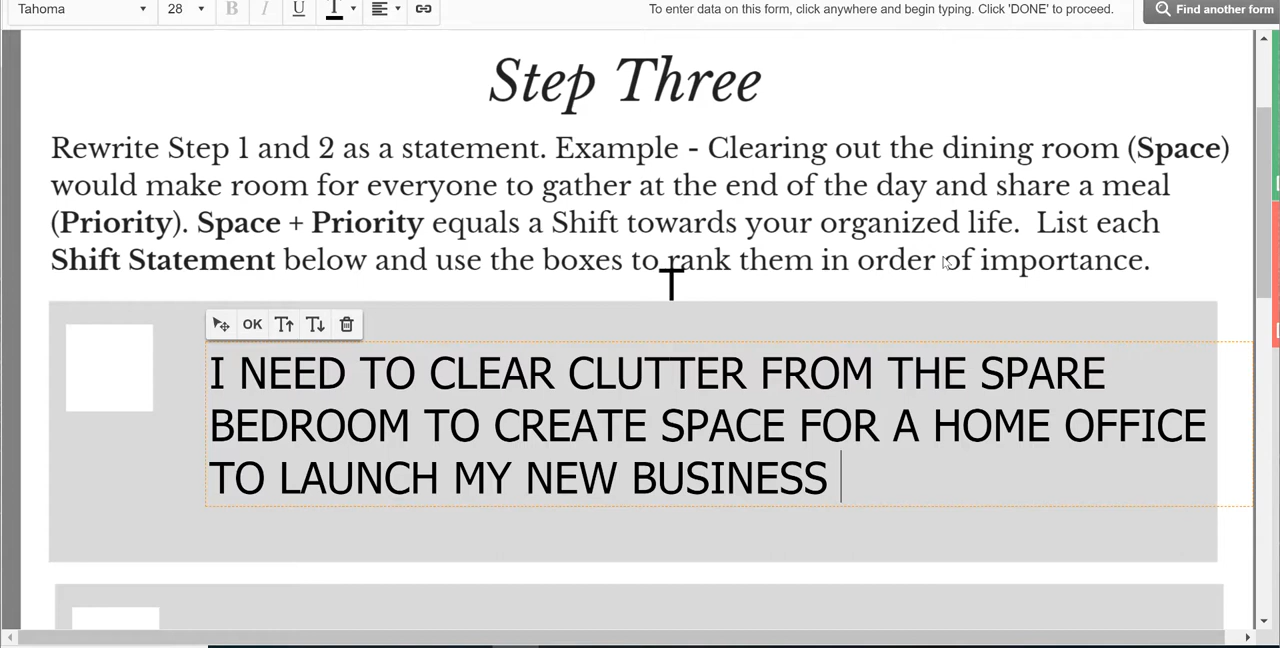 Tahoma 28 B I U T To enter data on this form, click anywhere and begin typing. Click 'DONE' to proceed. Find another form
Step Three
Rewrite Step 1 and 2 as a statement. Example - Clearing out the dining room (Space)
would make room for everyone to gather at the end of the day and share a meal
(Priority). Space + Priority equals a Shift towards your organized life. List each
Shift Statement below and use the boxes to rank them in order of importance.
T
OK T T
I NEED TO CLEAR CLUTTER FROM THE SPARE
BEDROOM TO CREATE SPACE FOR A HOME OFFICE
TO LAUNCH MY NEW BUSINESS